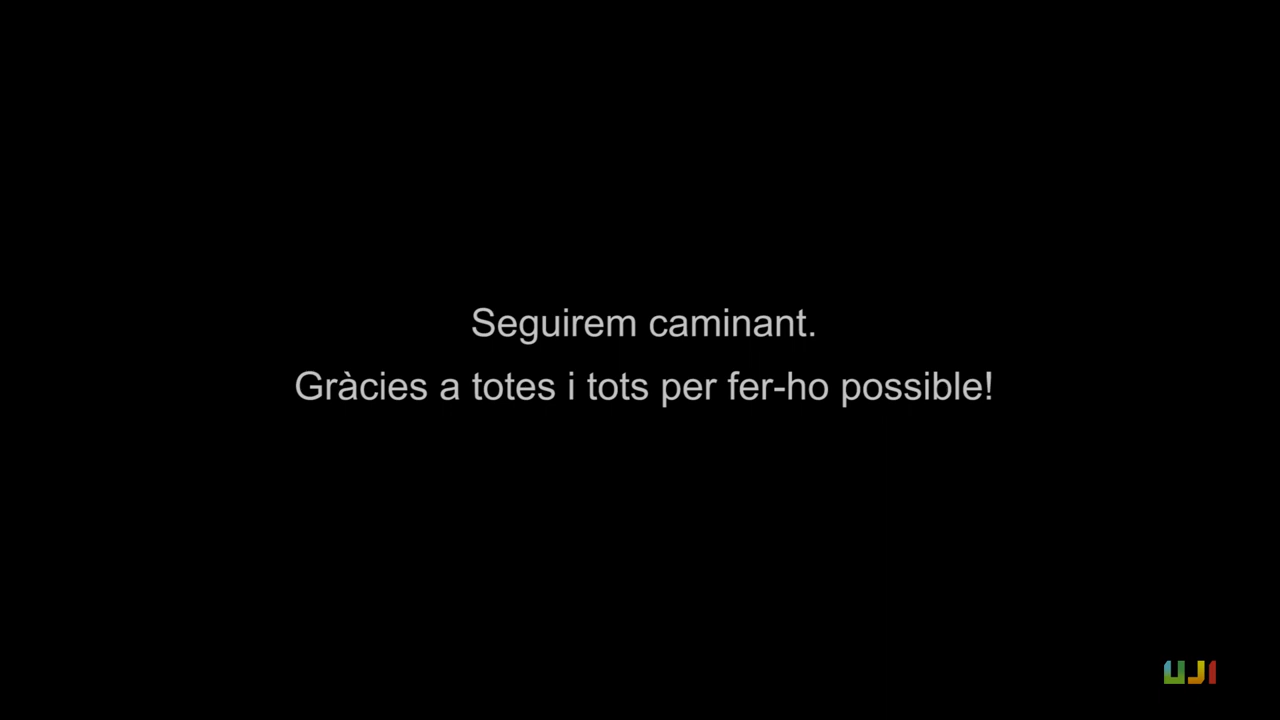 Seguirem caminant.
Gràcies a totes i tots per fer-ho possible!
UJI